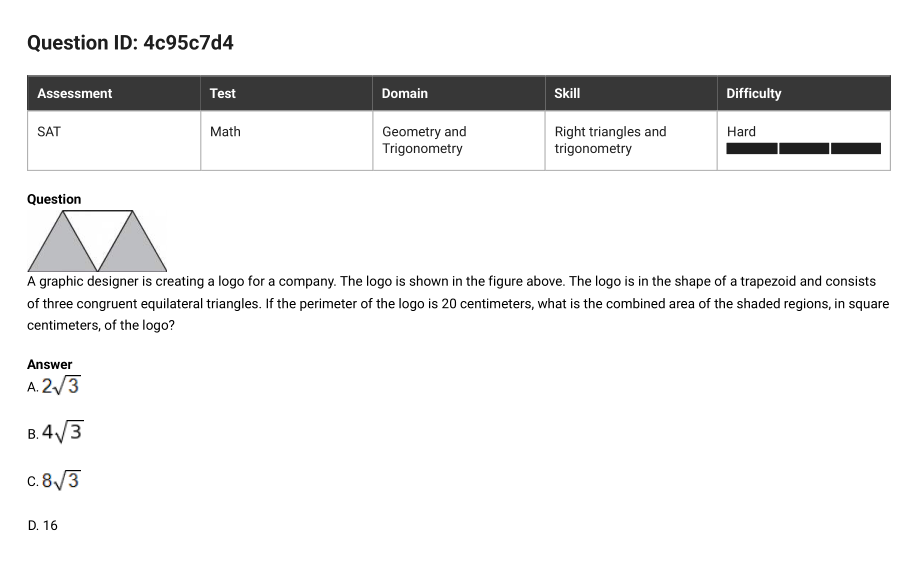 Question ID: 4c95c7d4
Assessment Test Domain Skill Difficulty
SAT Math Geometry and Trigonometry Right triangles and trigonometry Hard
Question
A graphic designer is creating a logo for a company. The logo is shown in the figure above. The logo is in the shape of a trapezoid and consists
of three congruent equilateral triangles. If the perimeter of the logo is 20 centimeters, what is the combined area of the shaded regions, in square
centimeters, of the logo?
Answer
A. 2√3
B. 4√3
C. 8√3
D. 16